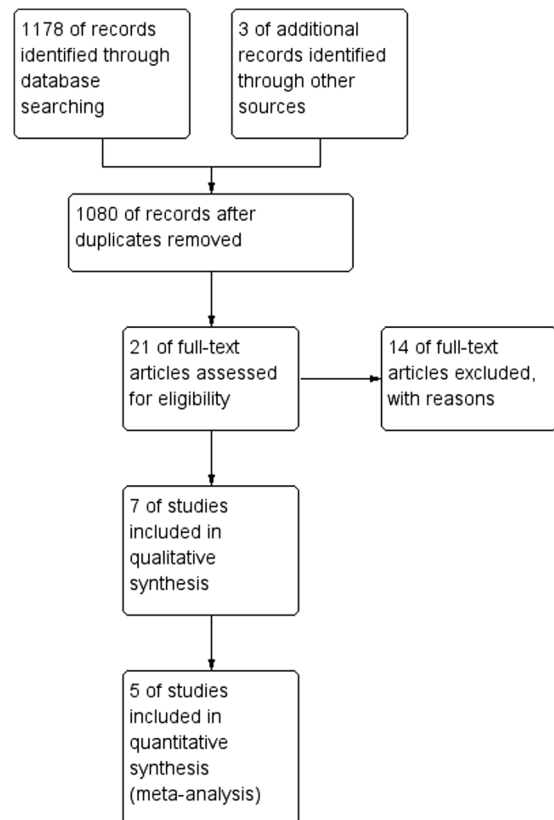 1178 of records
identified through
database
searching
3 of additional
records identified
through other
sources
1080 of records after
duplicates removed
21 of full-text
articles assessed
for eligibility
14 of full-text
articles excluded,
with reasons
7 of studies
included in
qualitative
synthesis
5 of studies
included in
quantitative
synthesis
(meta-analysis)